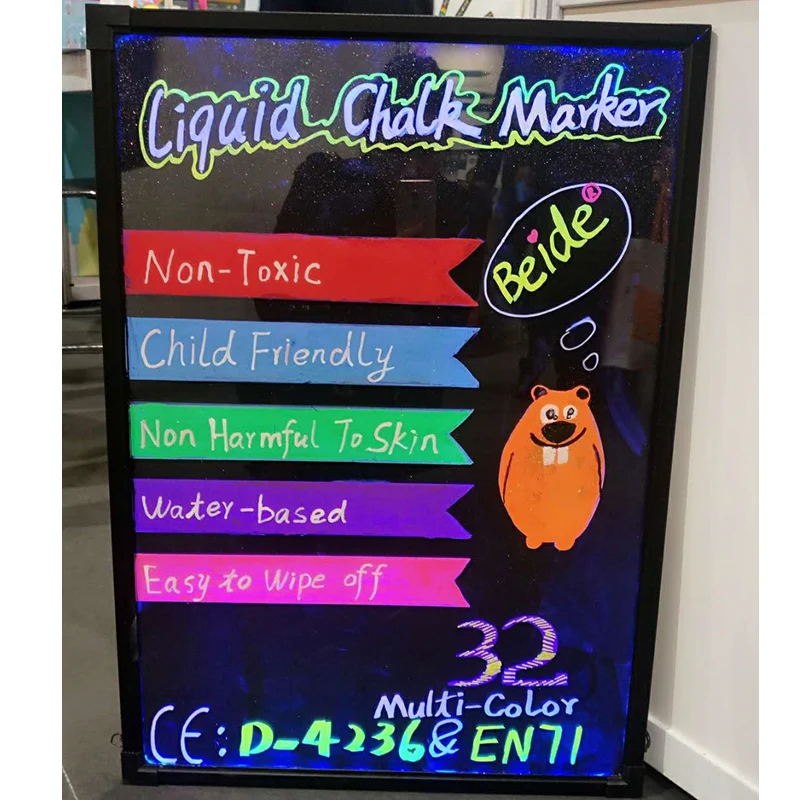 Liquid Chalk Marker
Beide®
Non-Toxic
Child Friendly
Non Harmful To Skin
Water-based
Easy to Wipe off
32
Multi-Color
CE: D-4236 & EN71